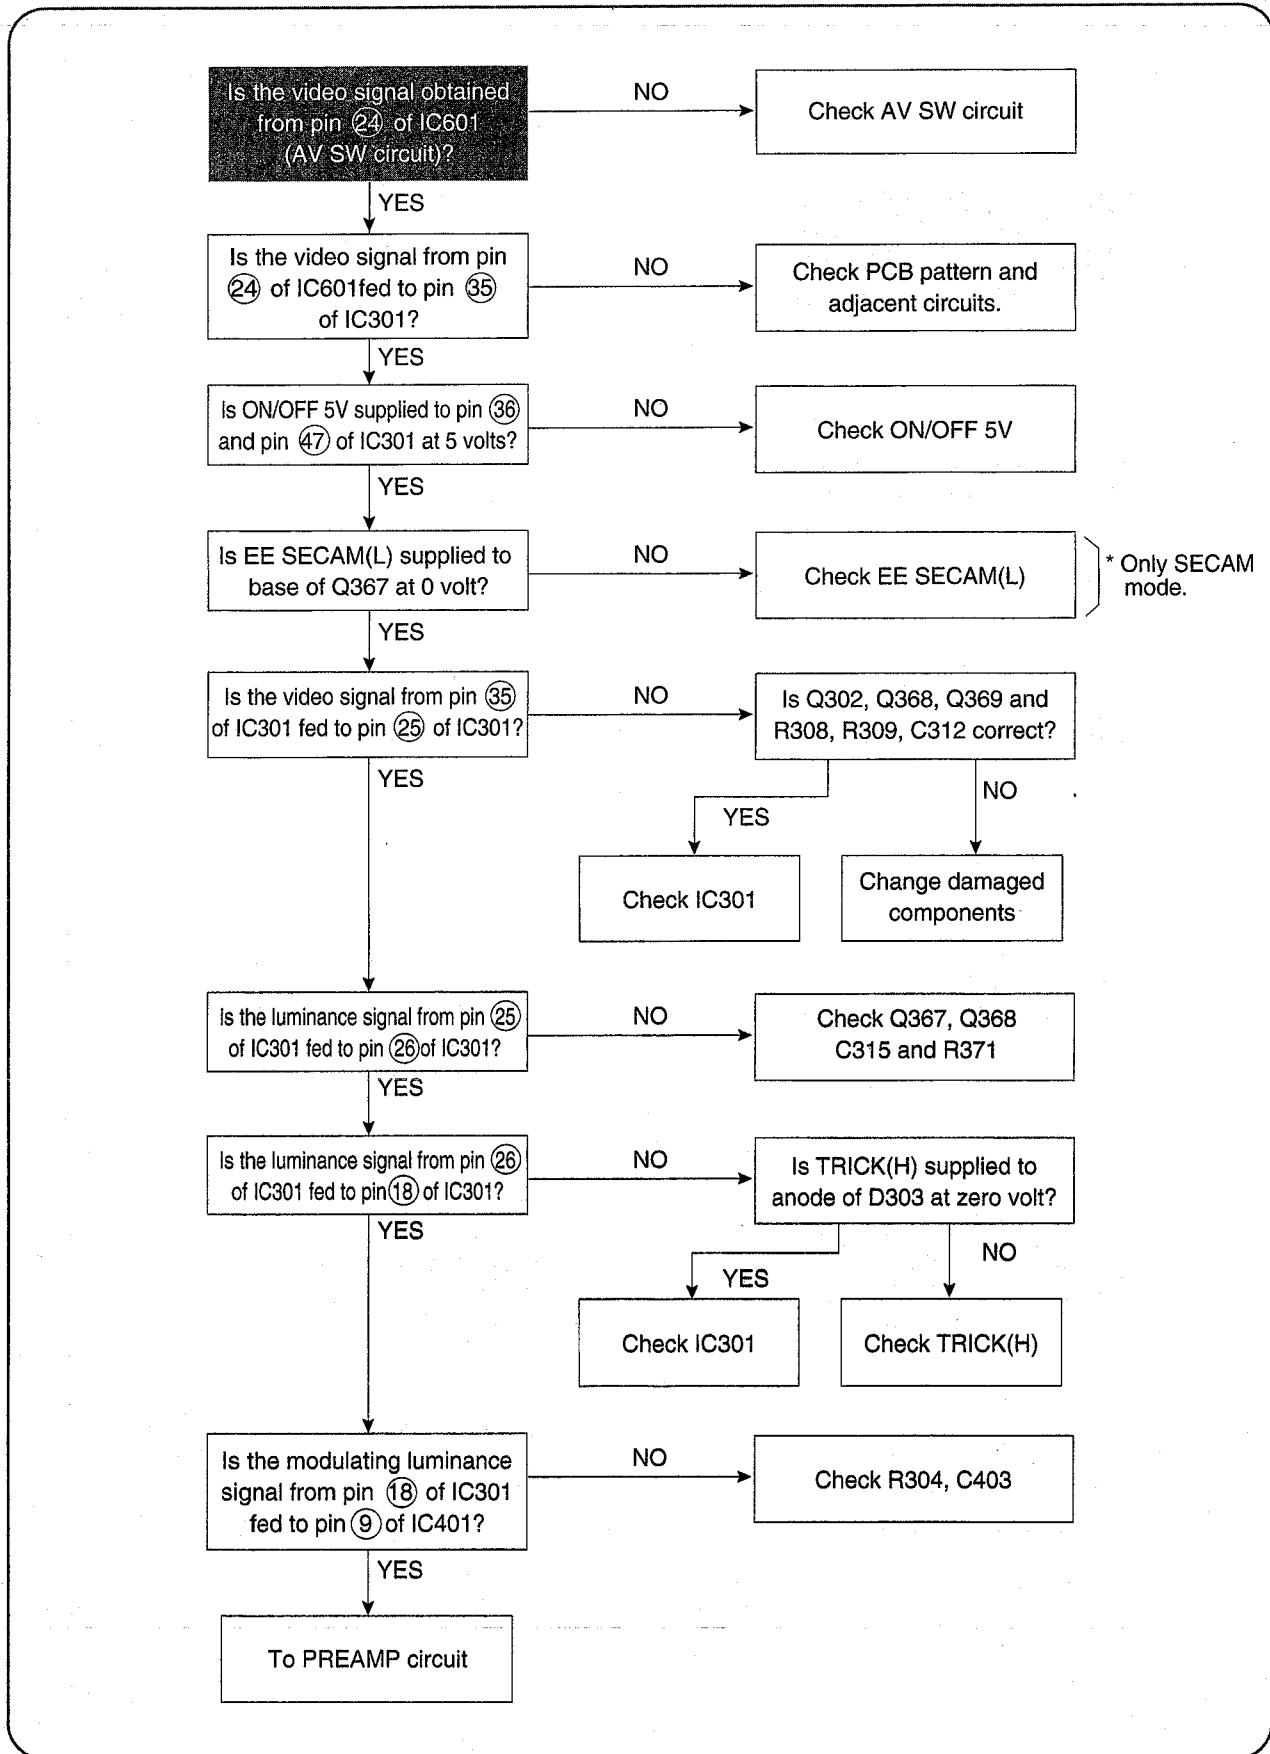 Is the video signal obtained
from pin 24 of IC601
(AV SW circuit)?
NO
Check AV SW circuit
YES
Is the video signal from pin
24 of IC601fed to pin 35
of IC301?
NO
Check PCB pattern and
adjacent circuits.
YES
Is ON/OFF 5V supplied to pin 36
and pin 47 of IC301 at 5 volts?
NO
Check ON/OFF 5V
YES
Is EE SECAM(L) supplied to
base of Q367 at 0 volt?
NO
Check EE SECAM(L)
* Only SECAM
mode.
YES
Is the video signal from pin 35
of IC301 fed to pin 25 of IC301?
NO
Is Q302, Q368, Q369 and
R308, R309, C312 correct?
YES
YES
NO
Check IC301
Change damaged
components
Is the luminance signal from pin 25
of IC301 fed to pin 26 of IC301?
NO
Check Q367, Q368
C315 and R371
YES
Is the luminance signal from pin 26
of IC301 fed to pin 18 of IC301?
NO
Is TRICK(H) supplied to
anode of D303 at zero volt?
YES
YES
NO
Check IC301
Check TRICK(H)
Is the modulating luminance
signal from pin 18 of IC301
fed to pin 9 of IC401?
NO
Check R304, C403
YES
To PREAMP circuit